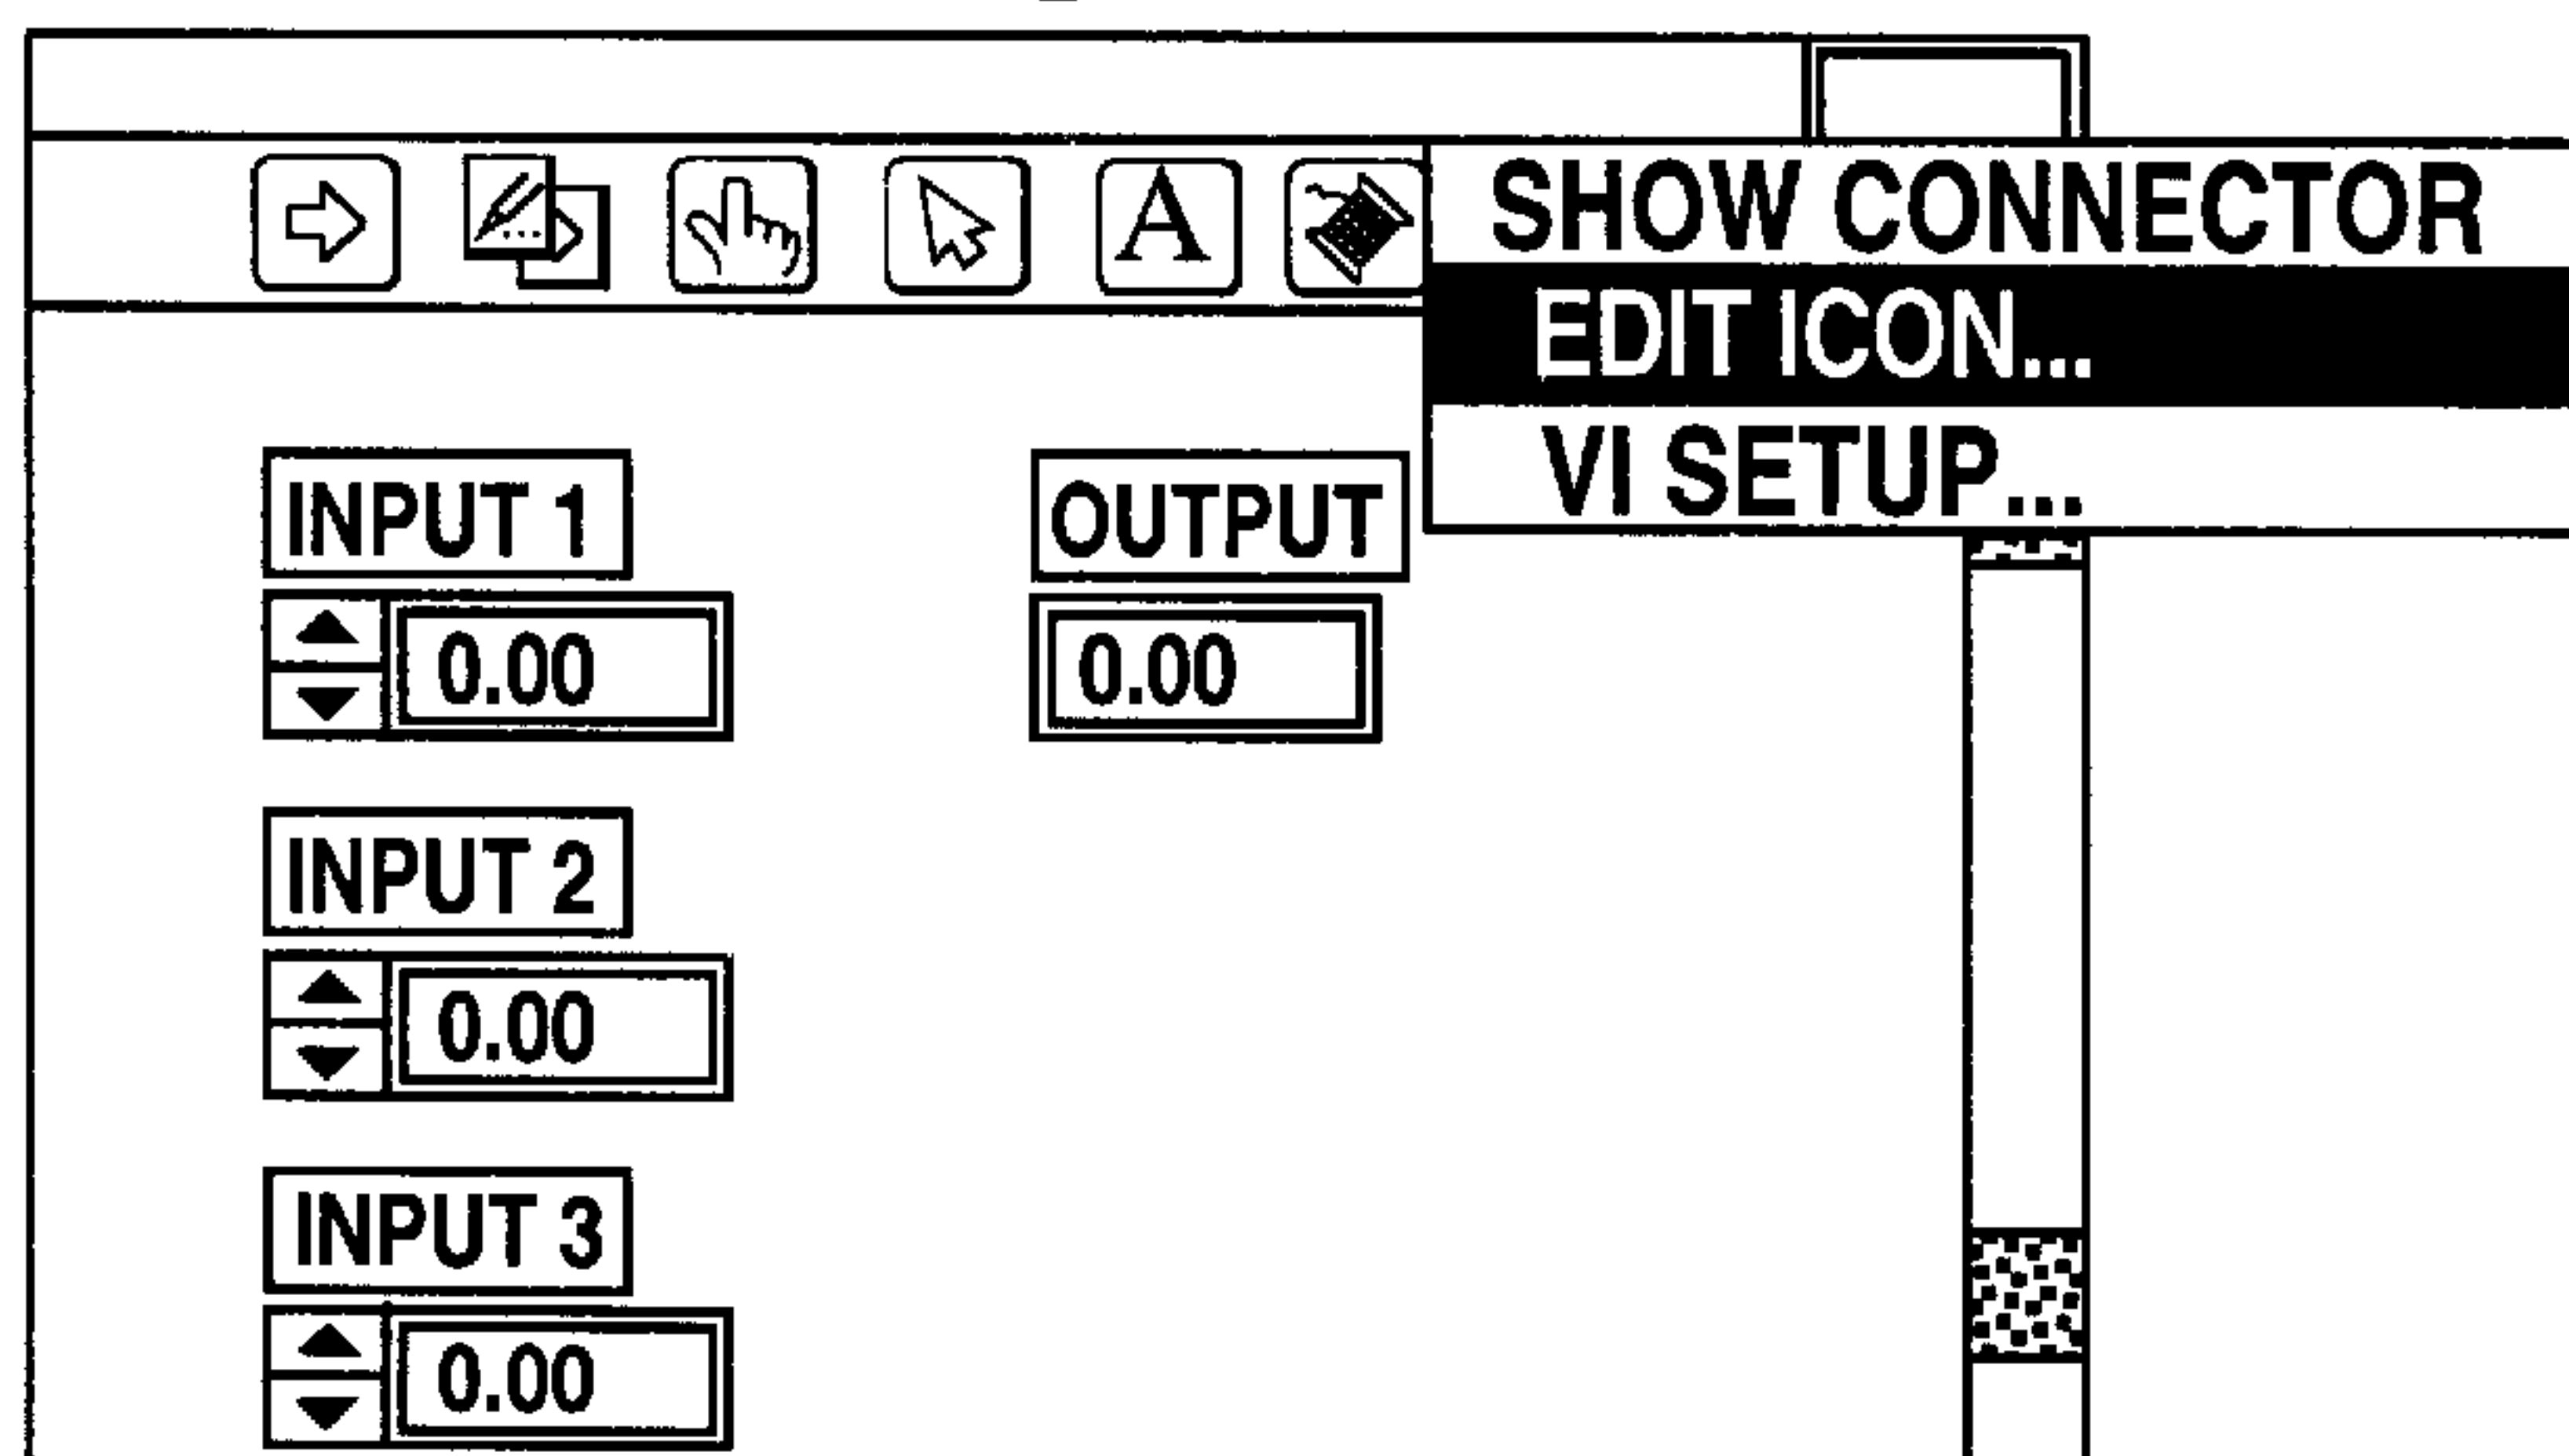 A
SHOW CONNECTOR
EDIT ICON...
VI SETUP...
INPUT 1
OUTPUT
0.00
0.00
INPUT 2
0.00
INPUT 3
0.00